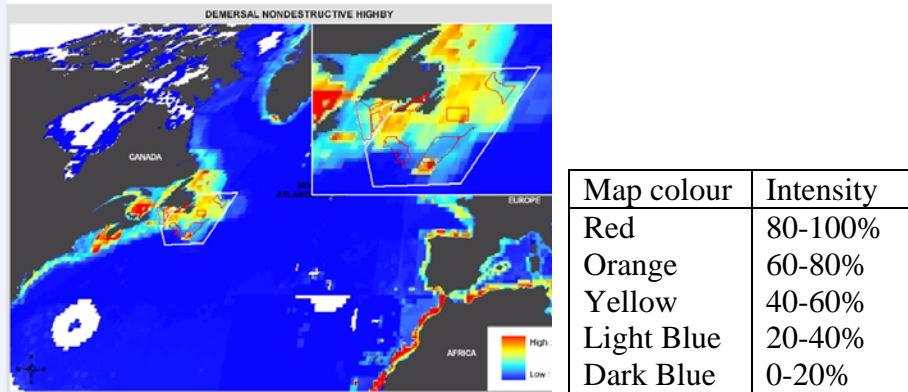 DEMERSAL NONDESTRUCTIVE HIGHBY
CANADA
EUROPE
AFRICA
High :
Low :
Map colour Intensity
Red 80-100%
Orange 60-80%
Yellow 40-60%
Light Blue 20-40%
Dark Blue 0-20%